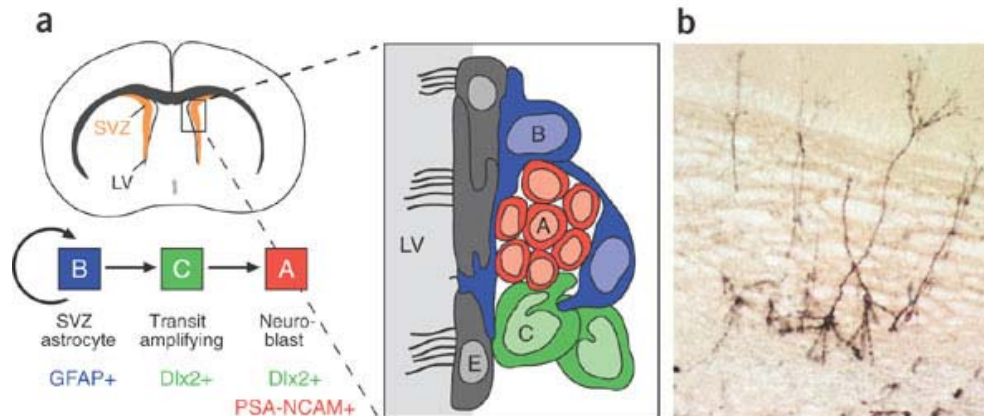 a
SVZ
LV
B
C
A
SVZ
astrocyte
Transit
amplifying
Neuro-
blast
GFAP+
Dlx2+
Dlx2+
PSA-NCAM+
LV
B
A
C
E
b